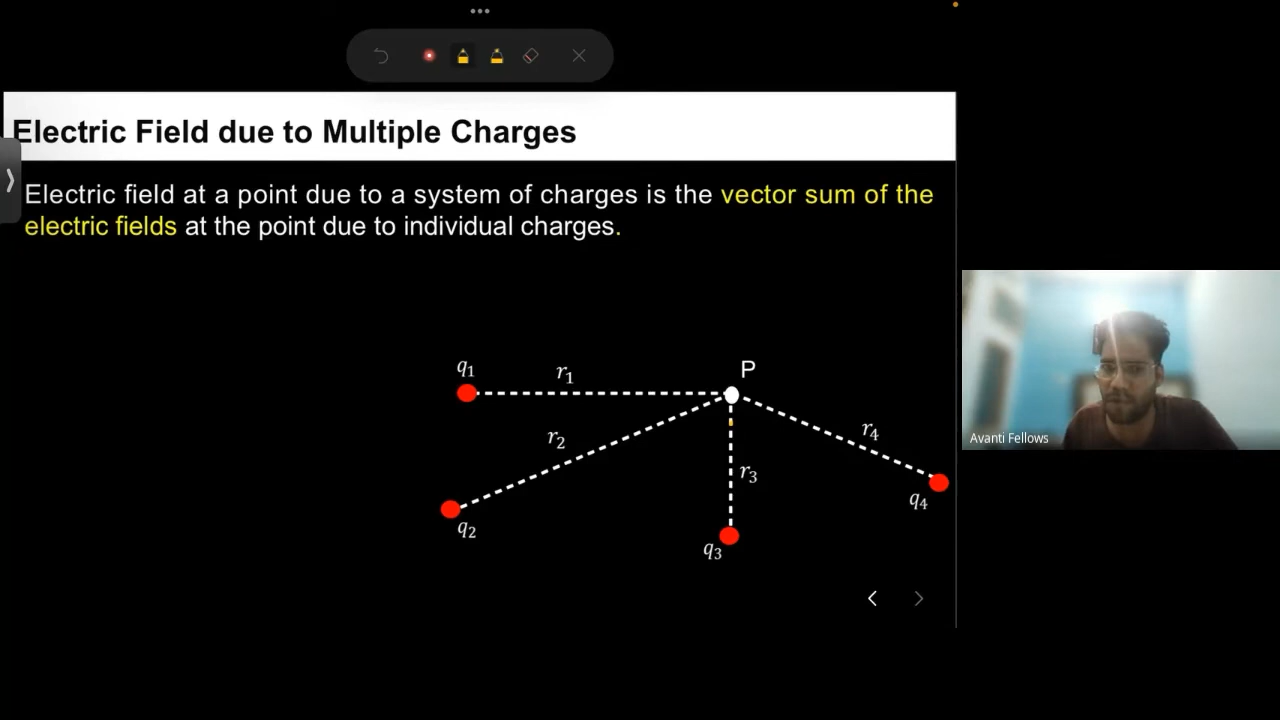 Electric Field due to Multiple Charges
Electric field at a point due to a system of charges is the vector sum of the
electric fields at the point due to individual charges.
q₁
r₁
P
r₂
r₄
r₃
q₄
q₂
q₃
Avanti Fellows